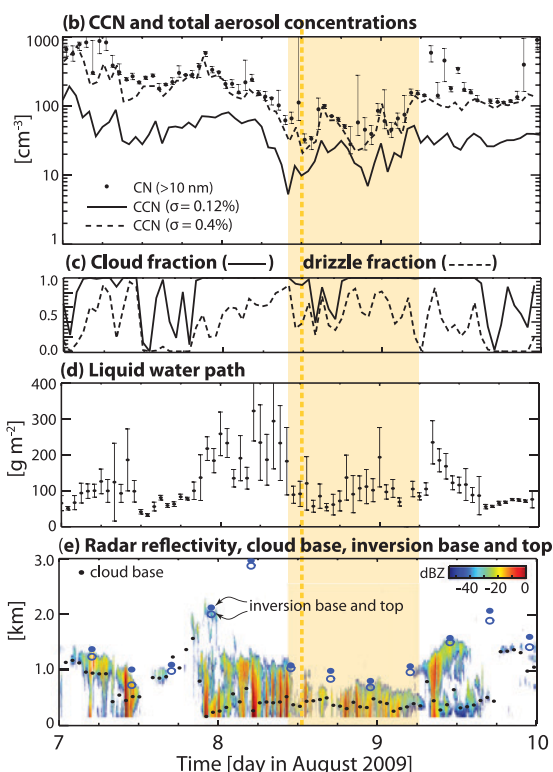 (b) CCN and total aerosol concentrations
1000
100
10
1
[cm⁻³]
CN (>10 nm)
CCN (σ = 0.12%)
CCN (σ = 0.4%)
(c) Cloud fraction (——) drizzle fraction (-----)
1.0
0.5
0.0
(d) Liquid water path
400
300
200
100
0
[g m⁻²]
(e) Radar reflectivity, cloud base, inversion base and top
3.0
2.0
1.0
0
[km]
cloud base
dBZ
-40 -20 0
inversion base and top
7 8 9 10
Time [day in August 2009]